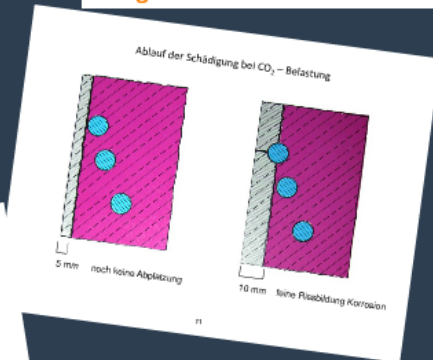 Ablauf der Schädigung bei CO₂ – Belastung
5 mm noch keine Abplatzung
10 mm feine Rissbildung Korrosion